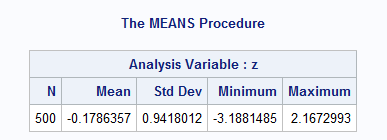 The MEANS Procedure
Analysis Variable : z
N Mean Std Dev Minimum Maximum
500 -0.1786357 0.9418012 -3.1881485 2.1672993